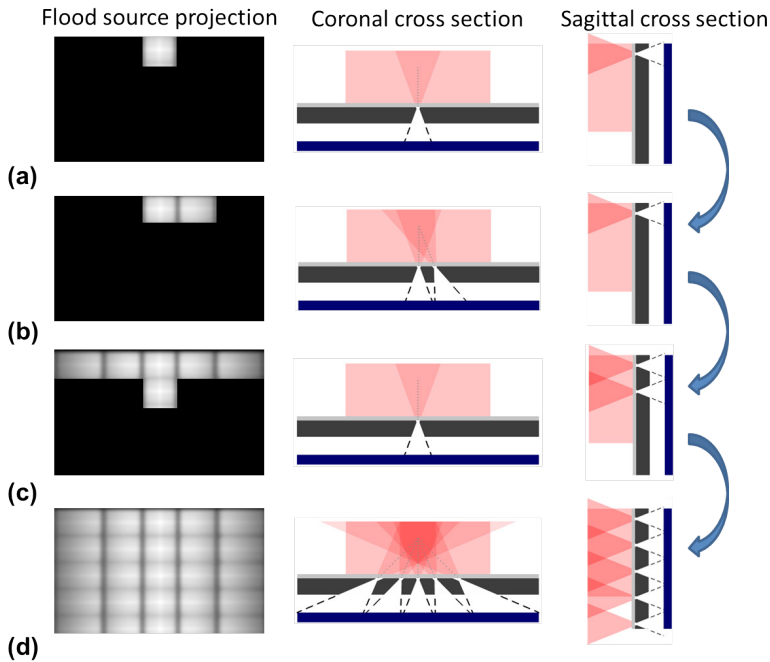 Flood source projection
Coronal cross section
Sagittal cross section
(a)
(b)
(c)
(d)